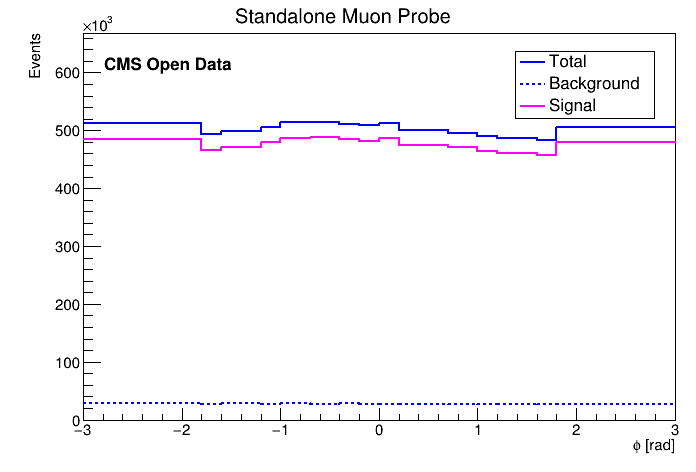 Standalone Muon Probe
×10³
Events
CMS Open Data
Total
Background
Signal
600
500
400
300
200
100
0
−3 −2 −1 0 1 2 3
ϕ [rad]